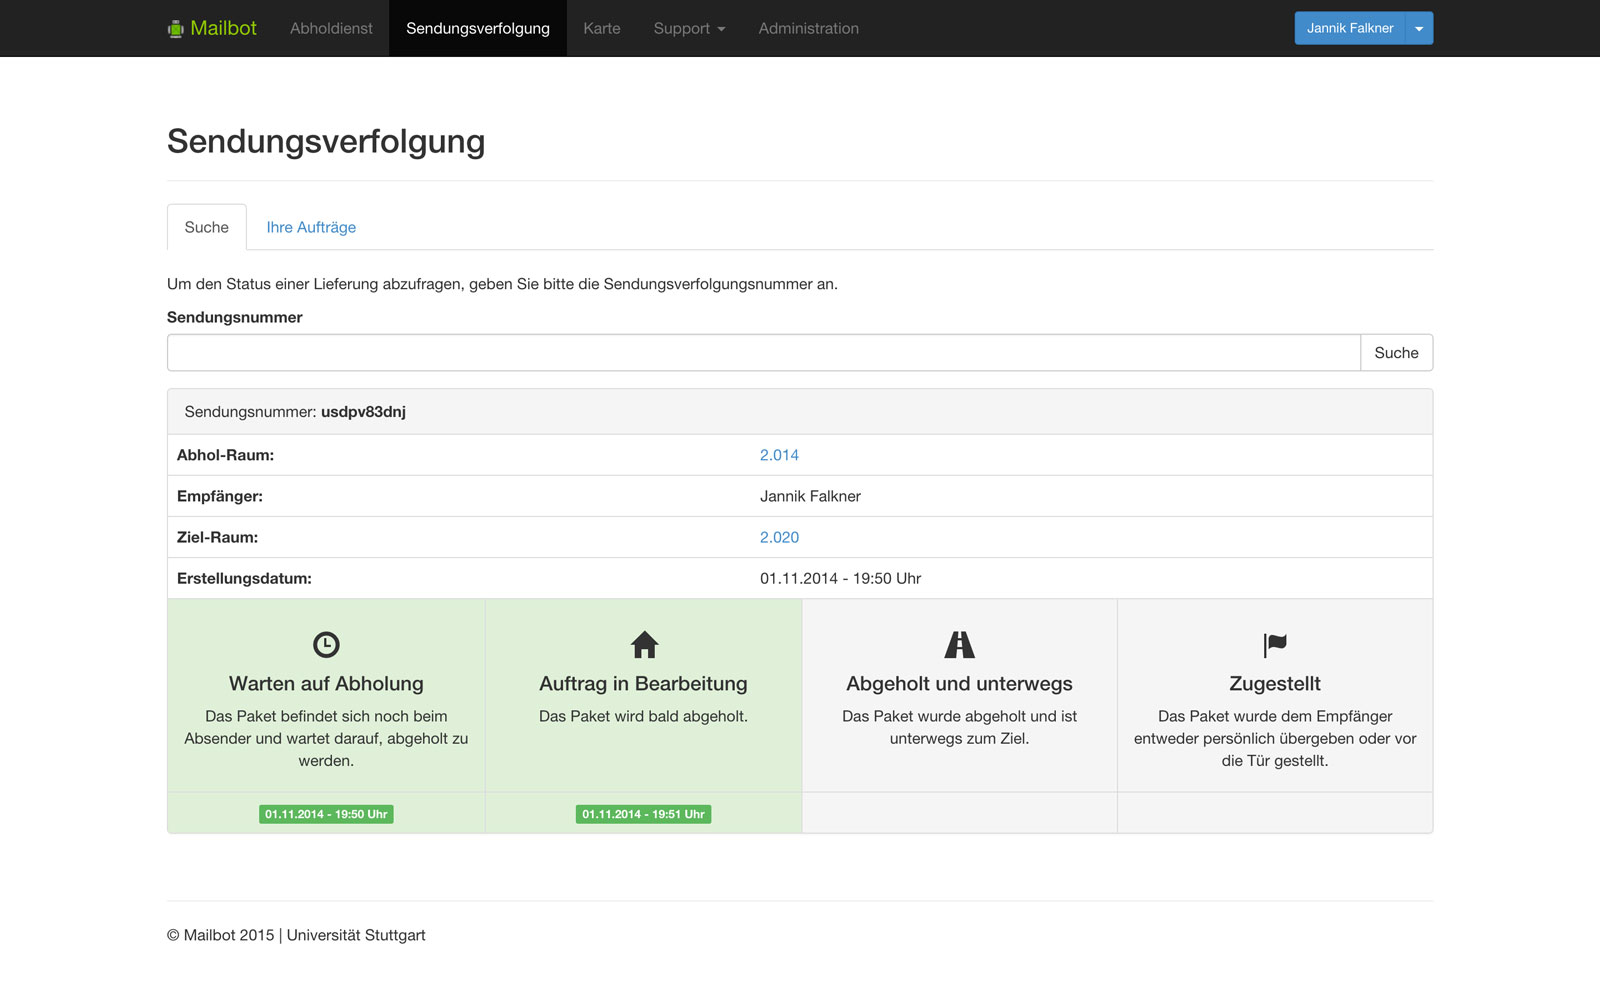 Mailbot Abholdienst Sendungsverfolgung Karte Support Administration Jannik Falkner
Sendungsverfolgung
Suche Ihre Aufträge
Um den Status einer Lieferung abzufragen, geben Sie bitte die Sendungsverfolgungsnummer an.
Sendungsnummer
Suche
Sendungsnummer: usdpv83dnj
Abhol-Raum: 2.014
Empfänger: Jannik Falkner
Ziel-Raum: 2.020
Erstellungsdatum: 01.11.2014 - 19:50 Uhr
Warten auf Abholung
Das Paket befindet sich noch beim
Absender und wartet darauf, abgeholt zu
werden.
01.11.2014 - 19:50 Uhr
Auftrag in Bearbeitung
Das Paket wird bald abgeholt.
01.11.2014 - 19:51 Uhr
Abgeholt und unterwegs
Das Paket wurde abgeholt und ist
unterwegs zum Ziel.
Zugestellt
Das Paket wurde dem Empfänger
entweder persönlich übergeben oder vor
die Tür gestellt.
© Mailbot 2015 | Universität Stuttgart